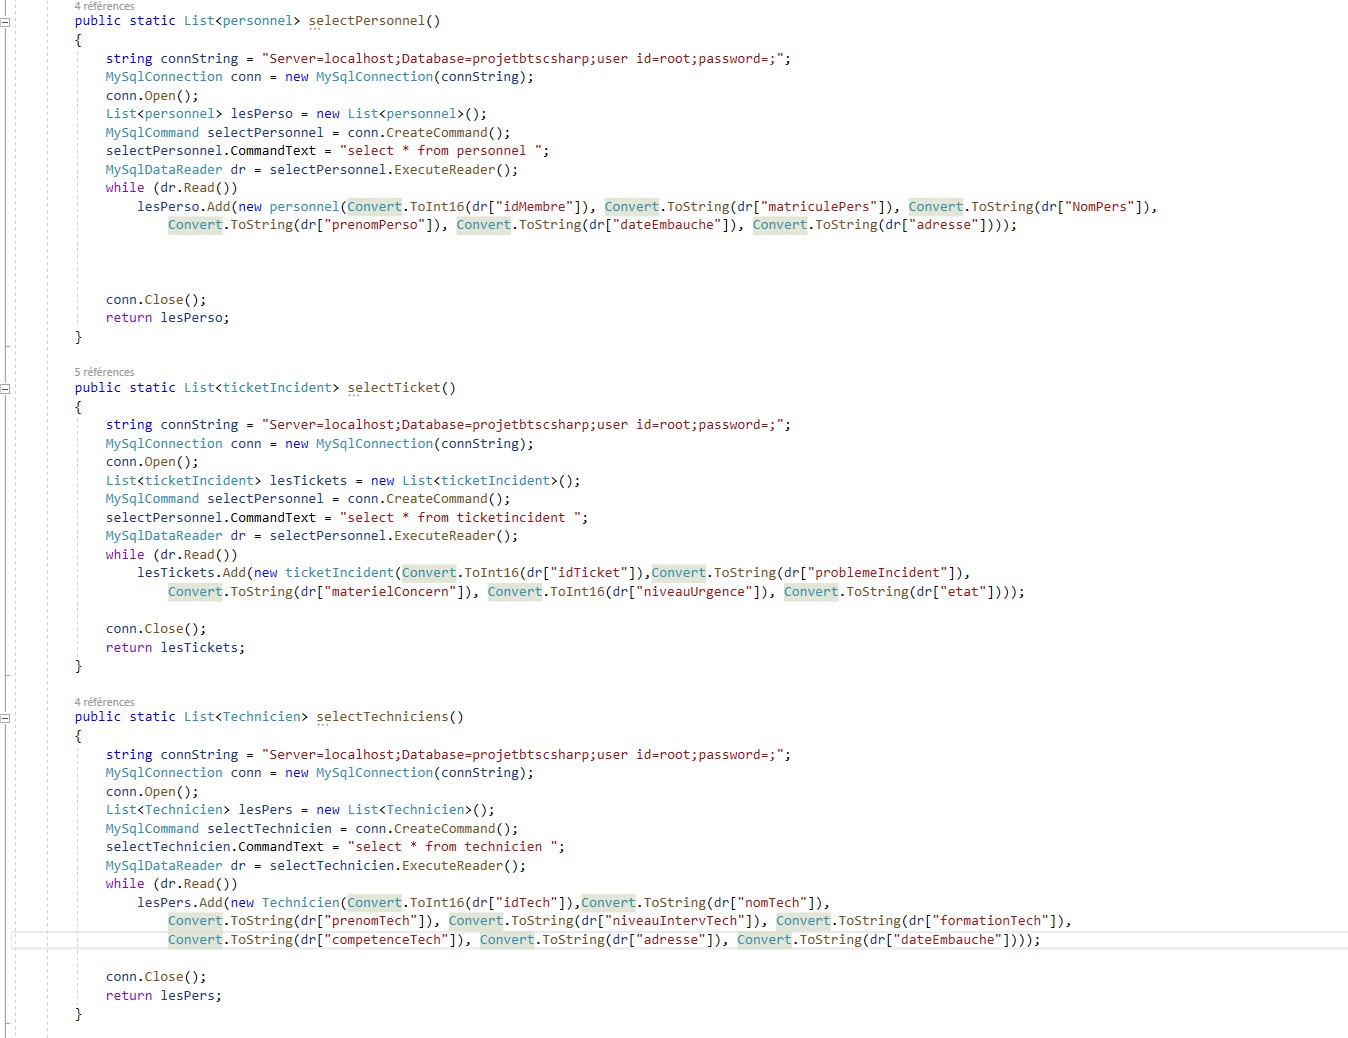 4 références
public static List<personnel> selectPersonnel()
{
string connString = "Server=localhost;Database=projetbtscsharp;user id=root;password=;";
MySqlConnection conn = new MySqlConnection(connString);
conn.Open();
List<personnel> lesPerso = new List<personnel>();
MySqlCommand selectPersonnel = conn.CreateCommand();
selectPersonnel.CommandText = "select * from personnel ";
MySqlDataReader dr = selectPersonnel.ExecuteReader();
while (dr.Read())
lesPerso.Add(new personnel(Convert.ToInt16(dr["idMembre"]), Convert.ToString(dr["matriculePers"]), Convert.ToString(dr["NomPers"]),
Convert.ToString(dr["prenomPerso"]), Convert.ToString(dr["dateEmbauche"]), Convert.ToString(dr["adresse"])));
conn.Close();
return lesPerso;
}
5 références
public static List<ticketIncident> selectTicket()
{
string connString = "Server=localhost;Database=projetbtscsharp;user id=root;password=;";
MySqlConnection conn = new MySqlConnection(connString);
conn.Open();
List<ticketIncident> lesTickets = new List<ticketIncident>();
MySqlCommand selectPersonnel = conn.CreateCommand();
selectPersonnel.CommandText = "select * from ticketincident ";
MySqlDataReader dr = selectPersonnel.ExecuteReader();
while (dr.Read())
lesTickets.Add(new ticketIncident(Convert.ToInt16(dr["idTicket"]),Convert.ToString(dr["problemeIncident"]),
Convert.ToString(dr["materielConcern"]), Convert.ToInt16(dr["niveauUrgence"]), Convert.ToString(dr["etat"])));
conn.Close();
return lesTickets;
}
4 références
public static List<Technicien> selectTechniciens()
{
string connString = "Server=localhost;Database=projetbtscsharp;user id=root;password=;";
MySqlConnection conn = new MySqlConnection(connString);
conn.Open();
List<Technicien> lesPers = new List<Technicien>();
MySqlCommand selectTechnicien = conn.CreateCommand();
selectTechnicien.CommandText = "select * from technicien ";
MySqlDataReader dr = selectTechnicien.ExecuteReader();
while (dr.Read())
lesPers.Add(new Technicien(Convert.ToInt16(dr["idTech"]),Convert.ToString(dr["nomTech"]),
Convert.ToString(dr["prenomTech"]), Convert.ToString(dr["niveauIntervTech"]), Convert.ToString(dr["formationTech"]),
Convert.ToString(dr["competenceTech"]), Convert.ToString(dr["adresse"]), Convert.ToString(dr["dateEmbauche"])));
conn.Close();
return lesPers;
}